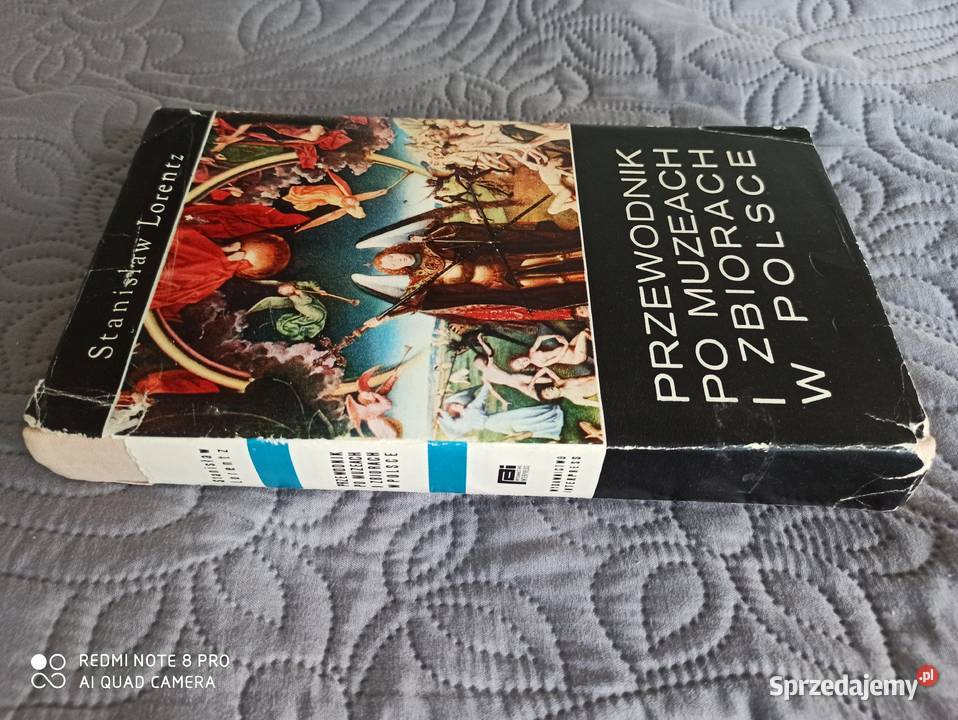 Stanisław Lorentz
PRZEWODNIK
PO MUZEACH
I ZBIORACH
W POLSCE
Stanisław
Lorentz
PRZEWODNIK
PO MUZEACH
I ZBIORACH
W POLSCE
WYDAWNICTWO
INTERPRESS
REDMI NOTE 8 PRO
AI QUAD CAMERA
Sprzedajemy.pl